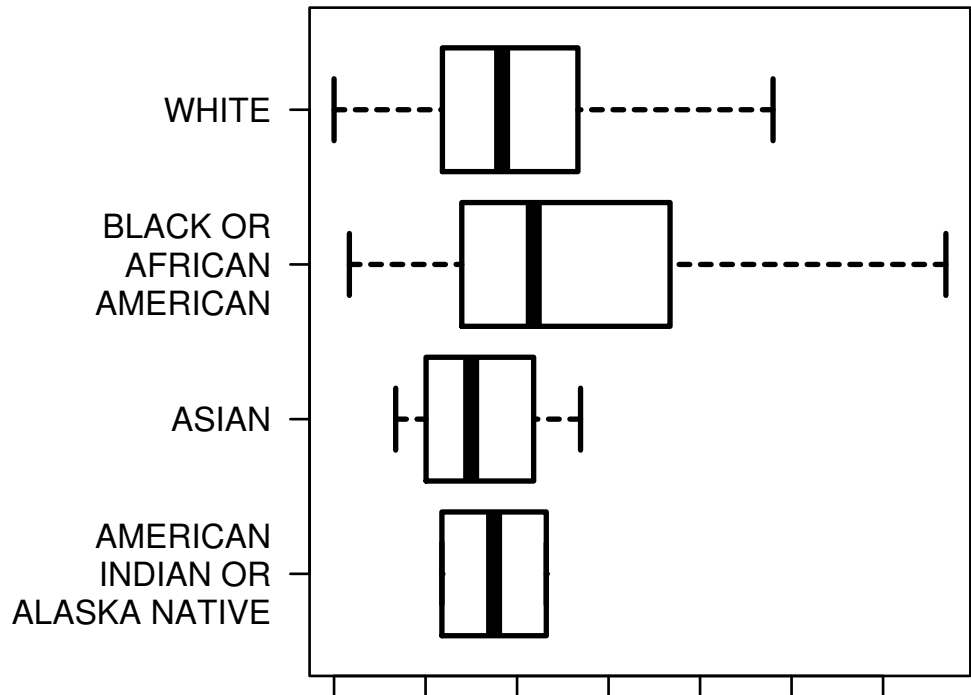 WHITE
BLACK OR
AFRICAN
AMERICAN
ASIAN
AMERICAN
INDIAN OR
ALASKA NATIVE